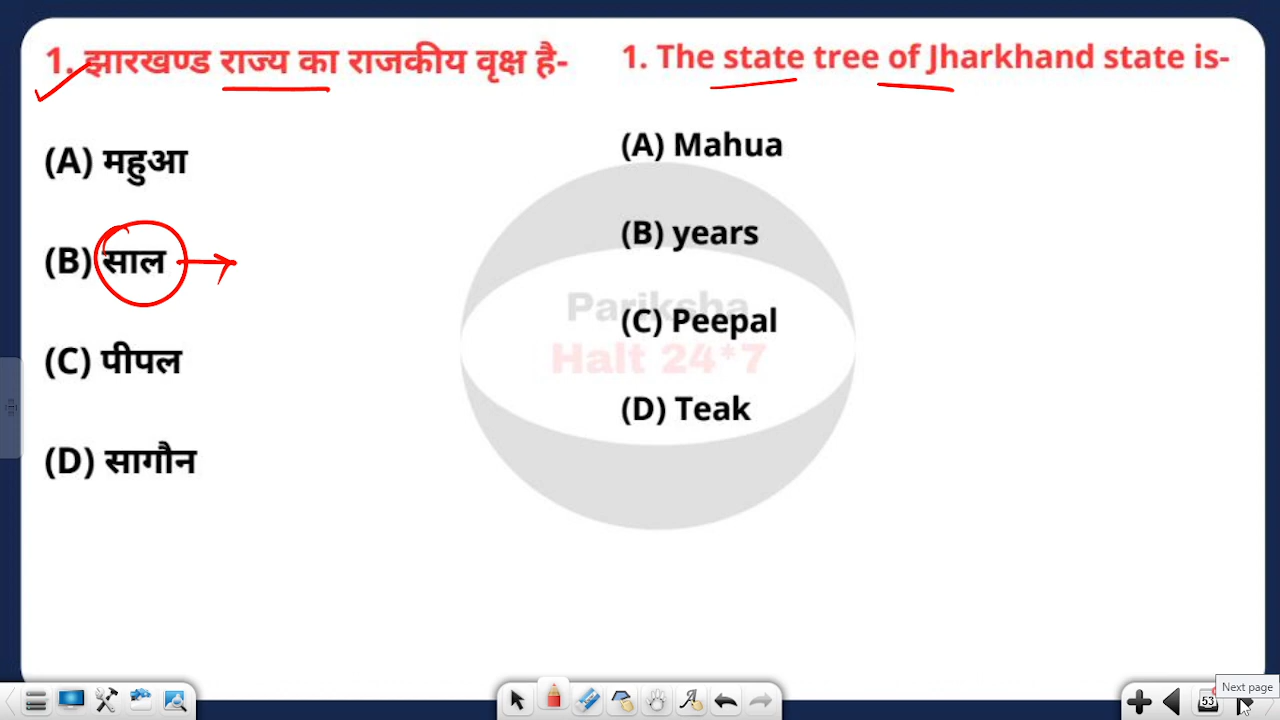 1. झारखण्ड राज्य का राजकीय वृक्ष है-
(A) महुआ
(B) साल
(C) पीपल
(D) सागौन
1. The state tree of Jharkhand state is-
(A) Mahua
(B) years
(C) Peepal
(D) Teak
Pariksha
Halt 24*7
53
Next page